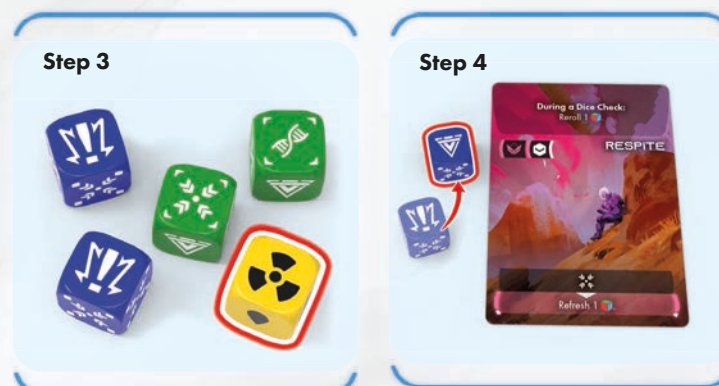 Step 3
Step 4
During a Dice Check:
Reroll 1
RESPITE
Refresh 1